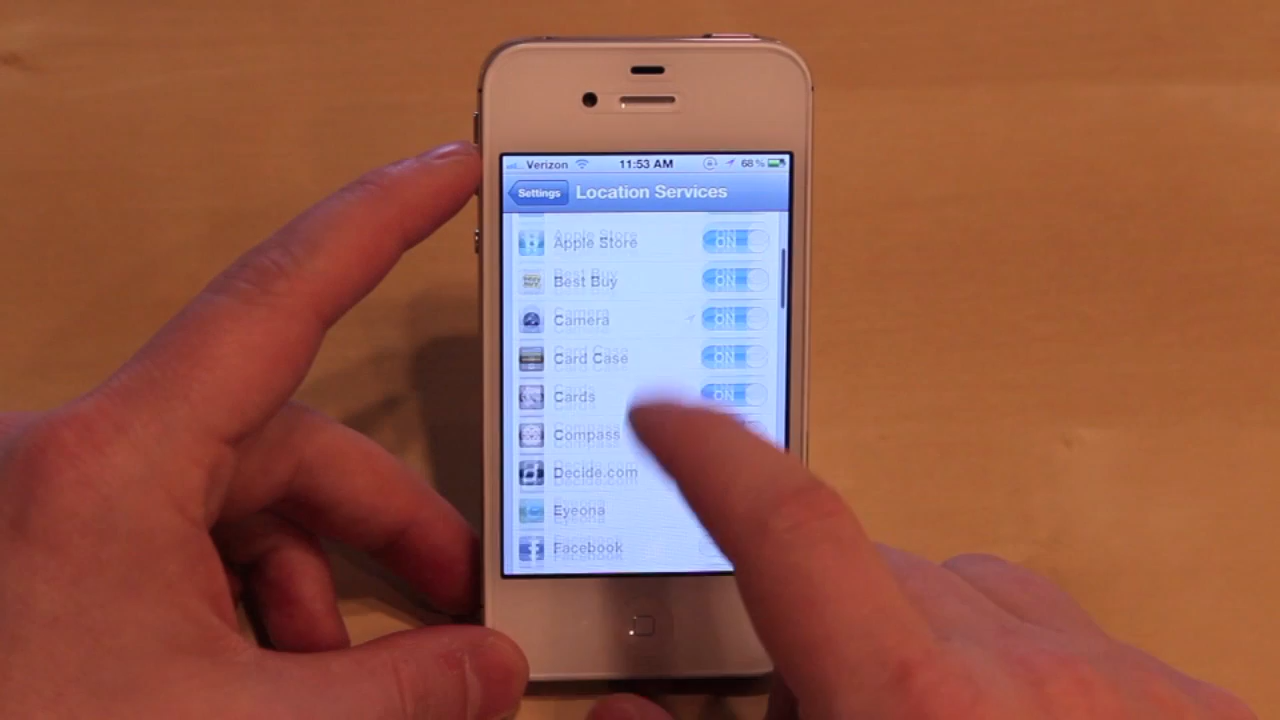 Verizon 11:53 AM 68%
Settings Location Services
Apple Store ON
Best Buy ON
Camera ON
Card Case ON
Cards ON
Compass
Decide.com
Eyeona
Facebook